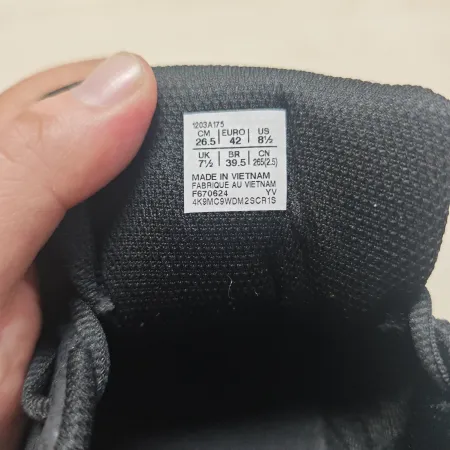 1203A175
CM EURO US
26.5 42 8½
UK BR CN
7½ 39.5 265(2.5)
MADE IN VIETNAM
FABRIQUE AU VIETNAM
F670624 YV
4K9MC9WDM2SCR1S